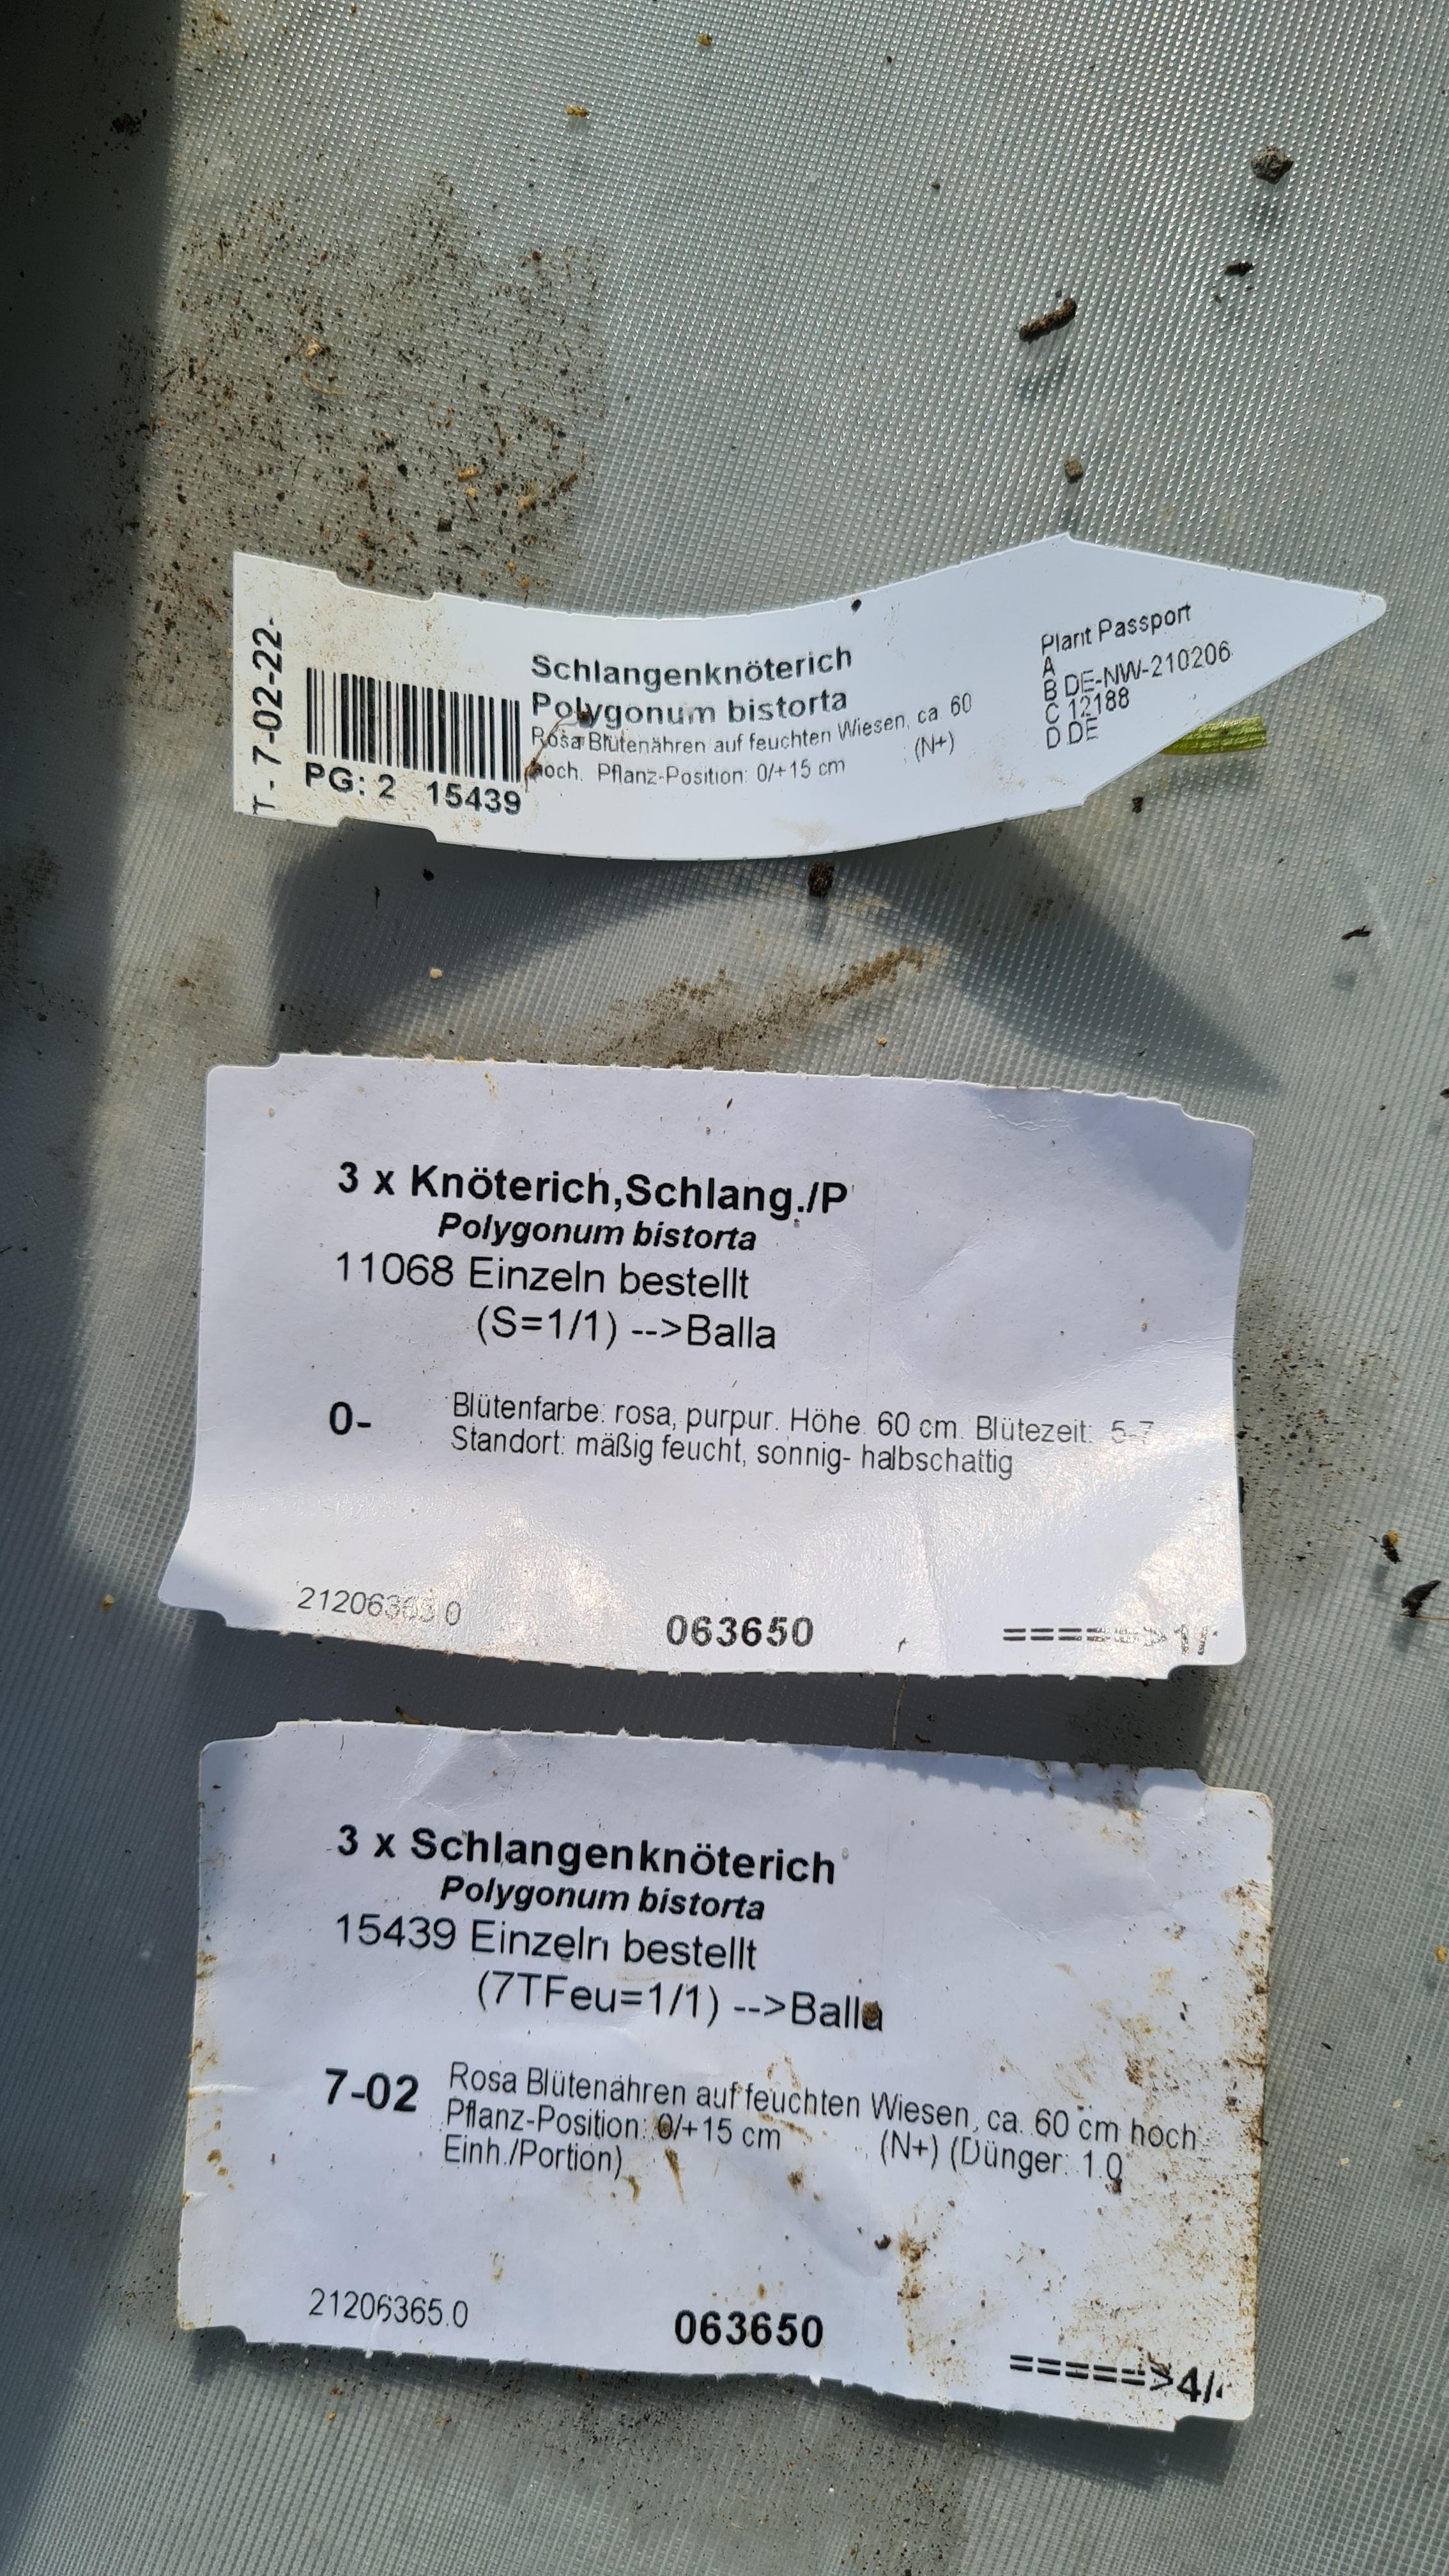 T. 7-02-22-
PG: 2 15439
Schlangenknöterich
Polygonum bistorta
Rosa Blütenähren auf feuchten Wiesen, ca. 60
hoch. Pflanz-Position: 0/+15 cm (N+)
Plant Passport
A
B DE-NW-210206
C 12188
D DE
3 x Knöterich,Schlang./P
Polygonum bistorta
11068 Einzeln bestellt
(S=1/1) -->Balla
0-
Blütenfarbe: rosa, purpur. Höhe. 60 cm. Blütezeit: 5-7
Standort: mäßig feucht, sonnig- halbschattig
063650
======>1/
3 x Schlangenknöterich
Polygonum bistorta
15439 Einzeln bestellt
(7TFeu=1/1) -->Balla
7-02
Rosa Blütenähren auf feuchten Wiesen, ca. 60 cm hoch.
Pflanz-Position: 0/+15 cm (N+) (Dünger: 1.0
Einh./Portion)
21206365.0
063650
======>4/